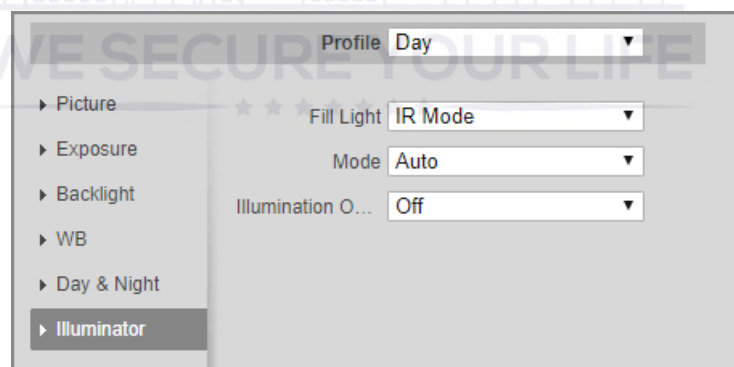 Profile Day
WE SECURE YOUR LIFE
Picture
Fill Light IR Mode
Exposure
Mode Auto
Backlight
Illumination O... Off
WB
Day & Night
Illuminator